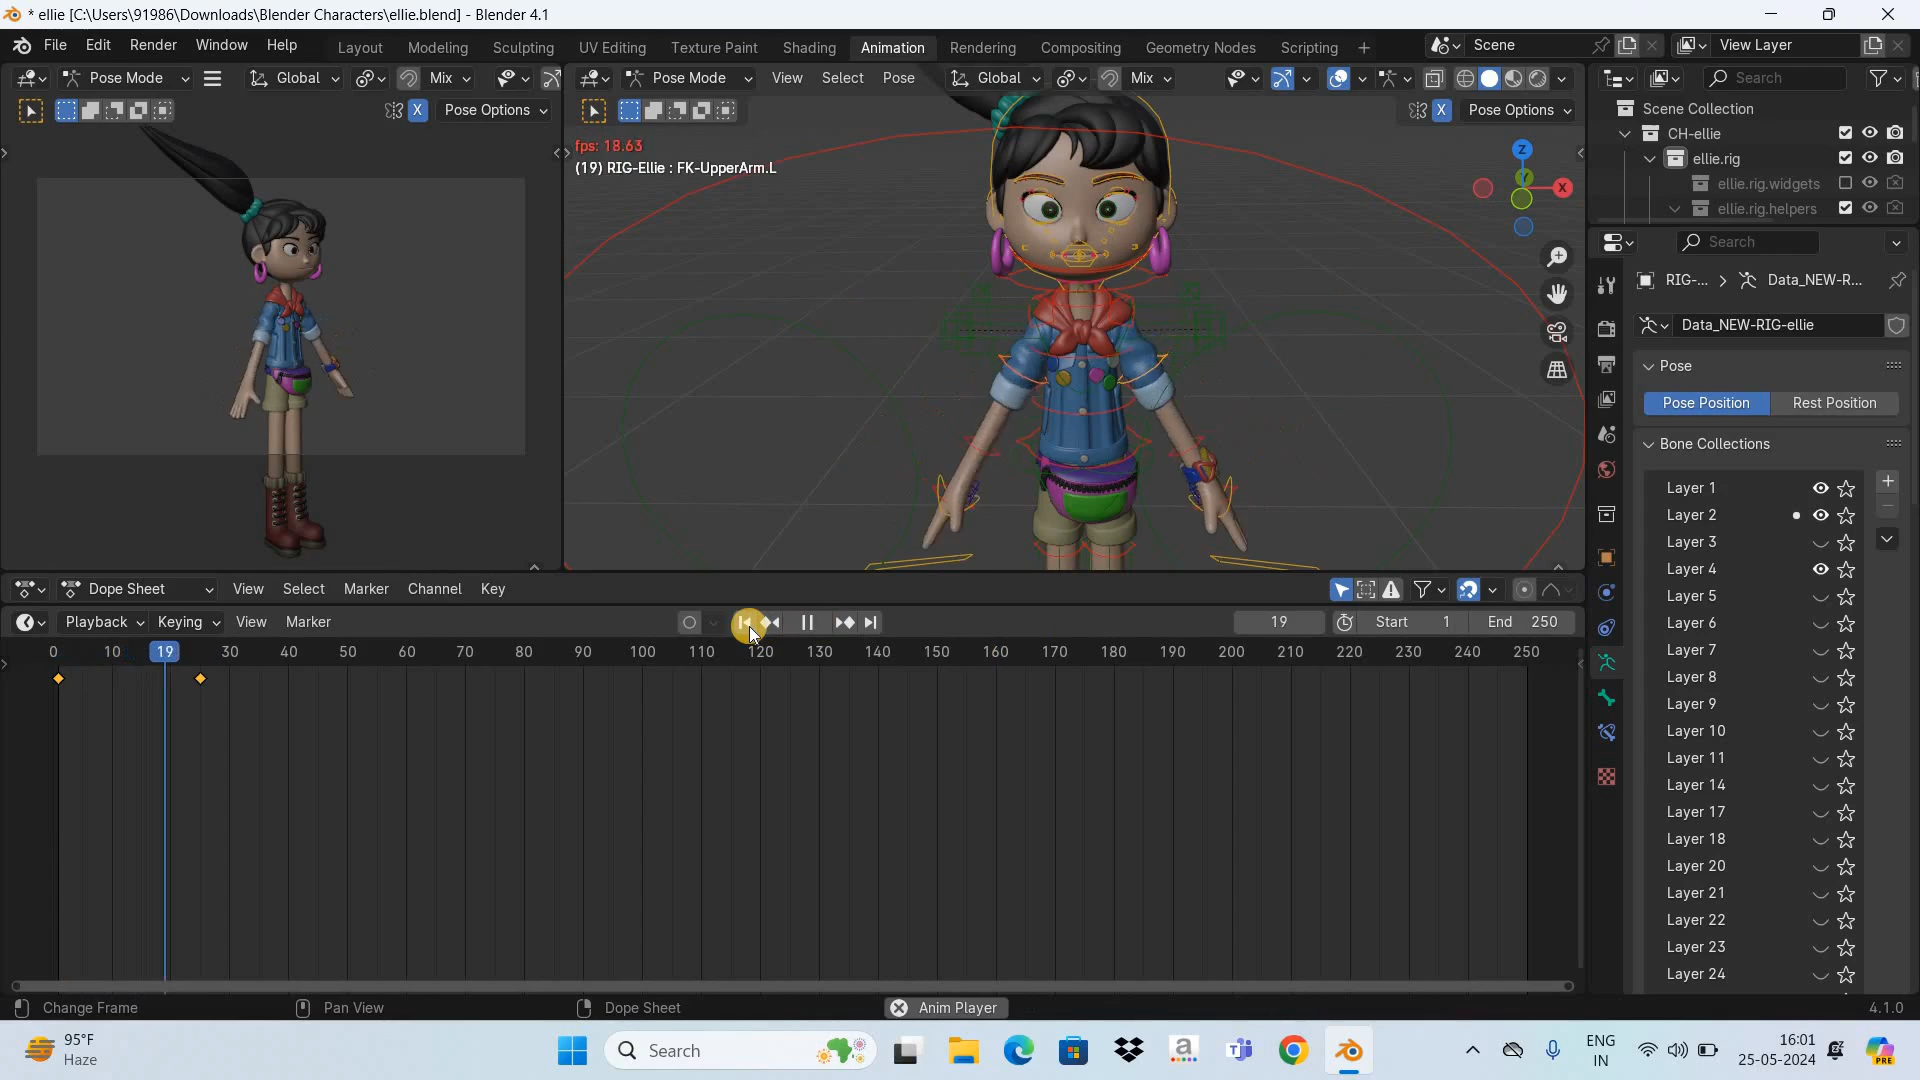 * ellie [C:\Users\91986\Downloads\Blender Characters\ellie.blend] - Blender 4.1
File Edit Render Window Help Layout Modeling Sculpting UV Editing Texture Paint Shading Animation Rendering Compositing Geometry Nodes Scripting + Scene View Layer
Pose Mode Global Mix Pose Mode View Select Pose Global Mix Search
X Pose Options X Pose Options
Scene Collection
CH-ellie
ellie.rig
ellie.rig.widgets
ellie.rig.helpers
fps: 18.63
(19) RIG-Ellie : FK-UpperArm.L
Z
Y
X
Search
RIG-... > Data_NEW-R...
Data_NEW-RIG-ellie
Pose
Pose Position Rest Position
Bone Collections
Layer 1
Layer 2
Layer 3
Layer 4
Layer 5
Layer 6
Layer 7
Layer 8
Layer 9
Layer 10
Layer 11
Layer 14
Layer 17
Layer 18
Layer 20
Layer 21
Layer 22
Layer 23
Layer 24
Dope Sheet View Select Marker Channel Key
Playback Keying View Marker 19 Start 1 End 250
0 10 19 30 40 50 60 70 80 90 100 110 120 130 140 150 160 170 180 190 200 210 220 230 240 250
Change Frame Pan View Dope Sheet Anim Player 4.1.0
95°F
Haze
Search
ENG
IN
16:01
25-05-2024
PRE